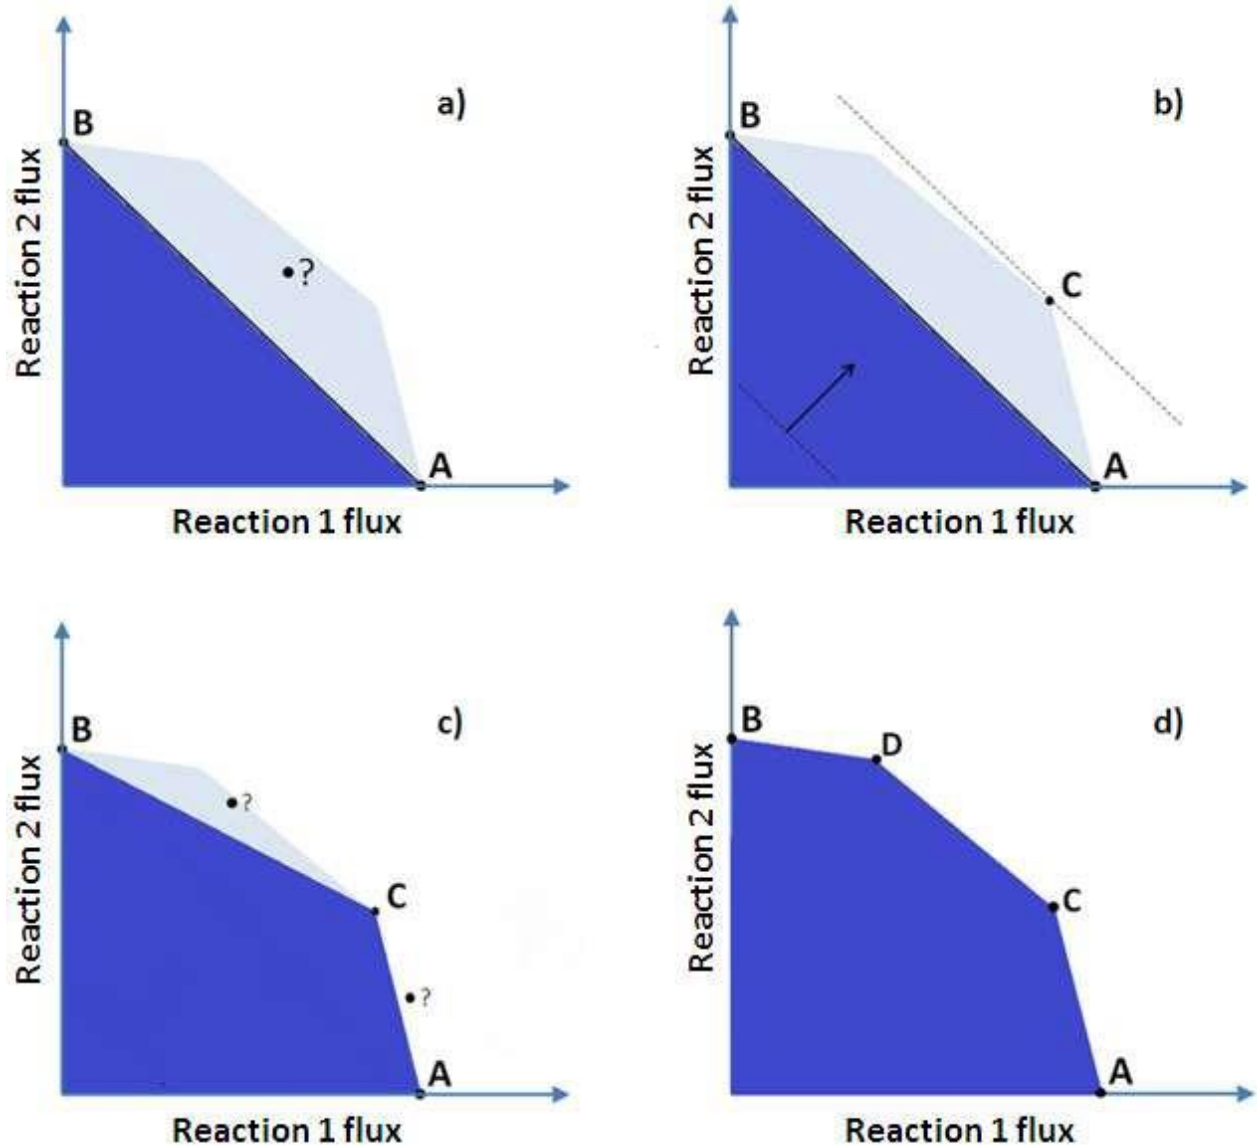 a)
B
?
A
Reaction 2 flux
Reaction 1 flux
b)
B
C
A
Reaction 2 flux
Reaction 1 flux
c)
B
?
C
?
A
Reaction 2 flux
Reaction 1 flux
d)
B
D
C
A
Reaction 2 flux
Reaction 1 flux